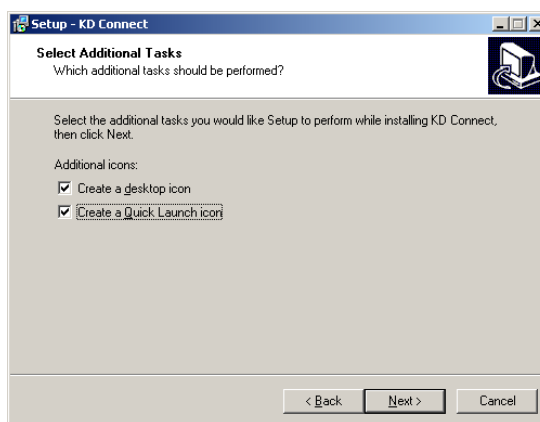 Setup - KD Connect
Select Additional Tasks
Which additional tasks should be performed?
Select the additional tasks you would like Setup to perform while installing KD Connect,
then click Next.
Additional icons:
Create a desktop icon
Create a Quick Launch icon
< Back
Next >
Cancel